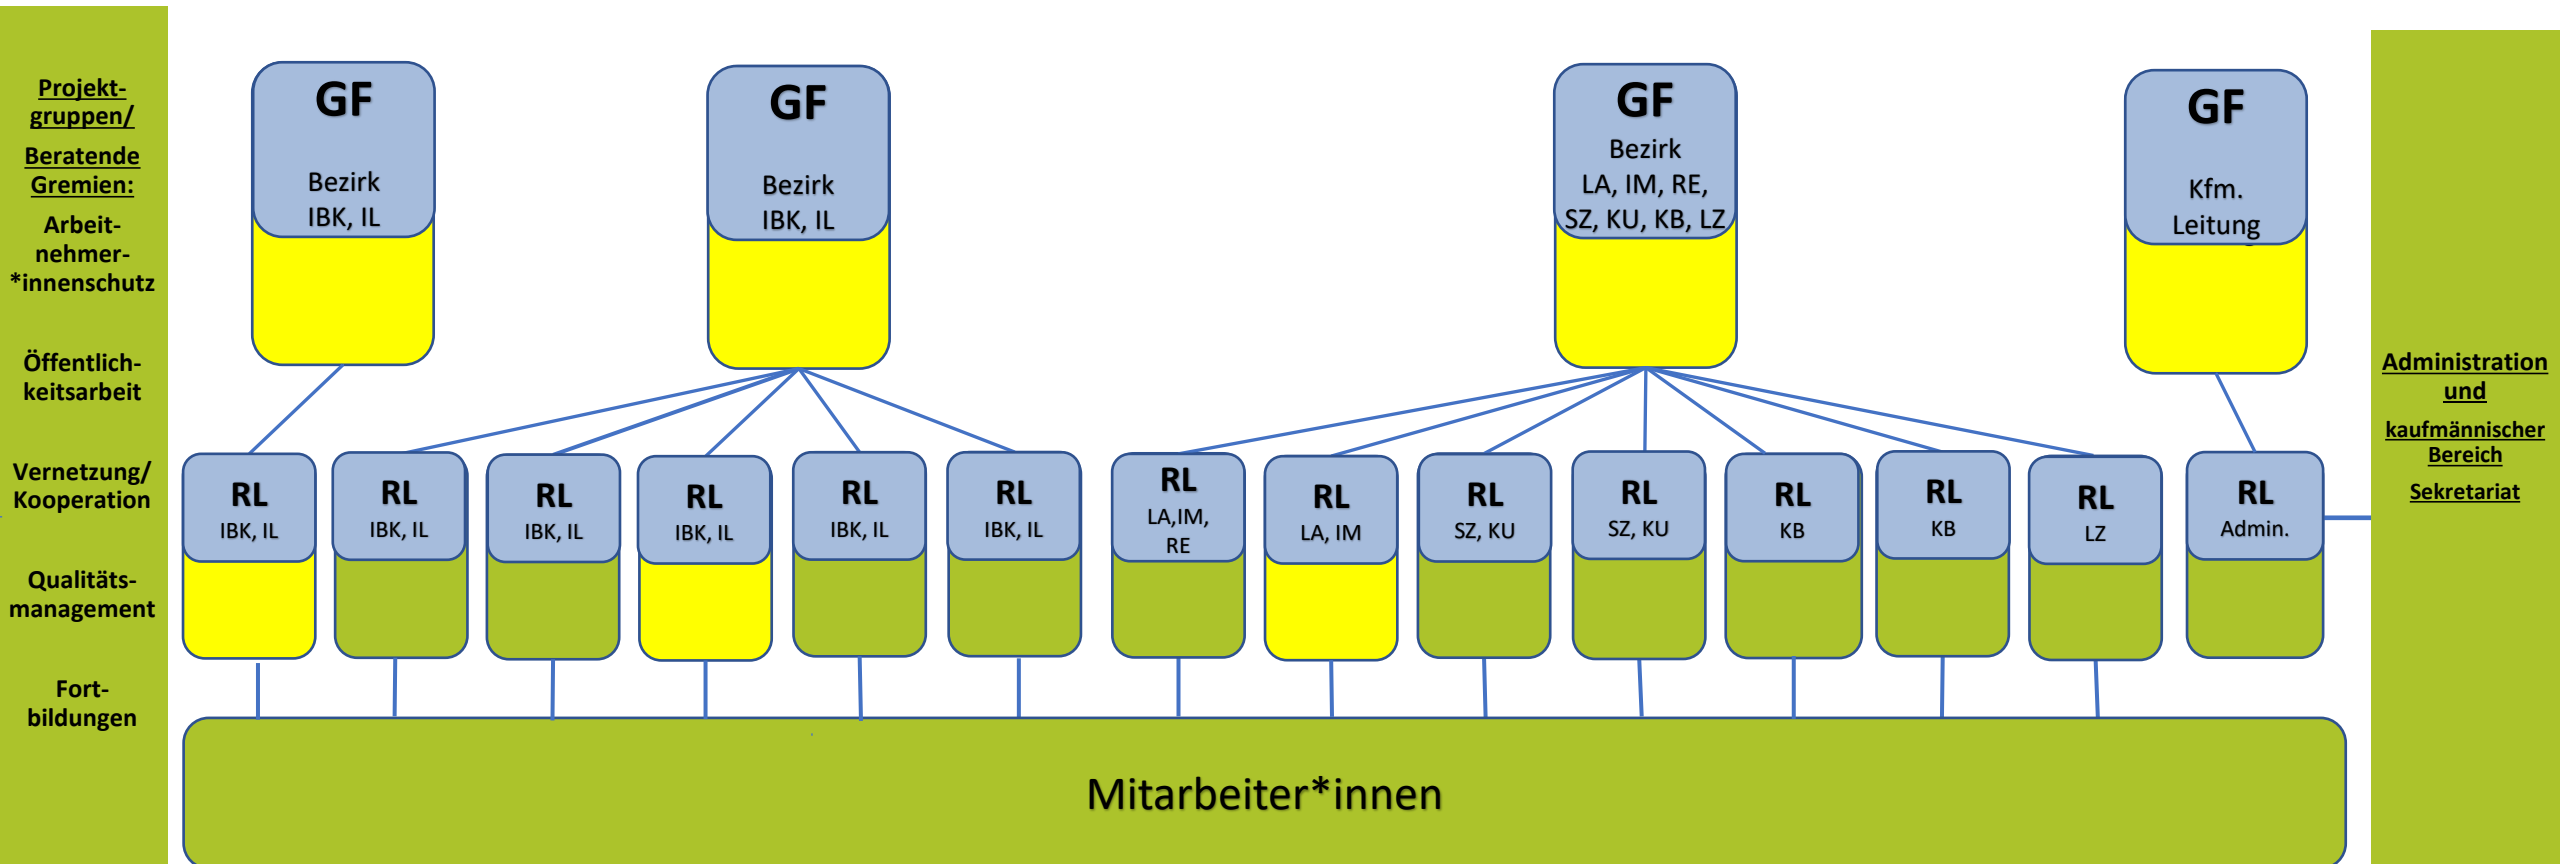 Projekt-
gruppen/
Beratende
Gremien:
Arbeit-
nehmer-
*innenschutz
Öffentlich-
keitsarbeit
Vernetzung/
Kooperation
Qualitäts-
management
Fort-
bildungen
GF
Bezirk
IBK, IL
GF
Bezirk
IBK, IL
GF
Bezirk
LA, IM, RE,
SZ, KU, KB, LZ
GF
Kfm.
Leitung
RL
IBK, IL
RL
IBK, IL
RL
IBK, IL
RL
IBK, IL
RL
IBK, IL
RL
IBK, IL
RL
LA,IM,
RE
RL
LA, IM
RL
SZ, KU
RL
SZ, KU
RL
KB
RL
KB
RL
LZ
RL
Admin.
Administration
und
kaufmännischer
Bereich
Sekretariat
Mitarbeiter*innen